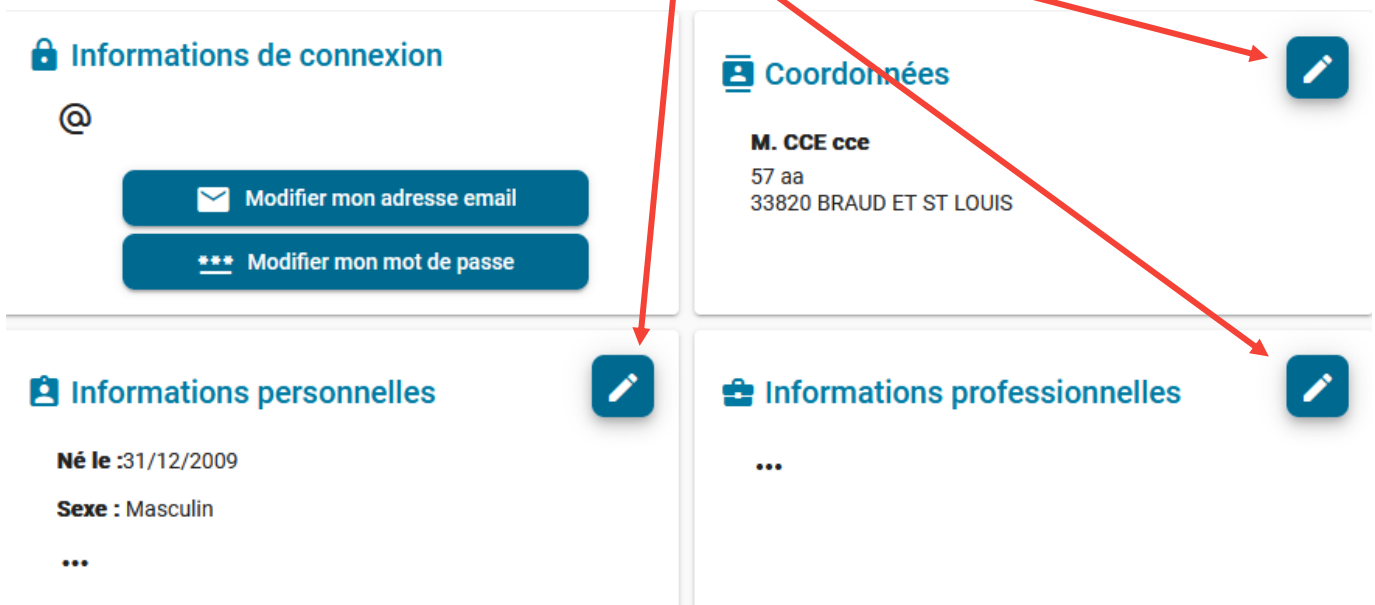 Informations de connexion
@
Modifier mon adresse email
*** Modifier mon mot de passe
Coordonnées
M. CCE cce
57 aa
33820 BRAUD ET ST LOUIS
Informations personnelles
Né le :31/12/2009
Sexe : Masculin
...
Informations professionnelles
...